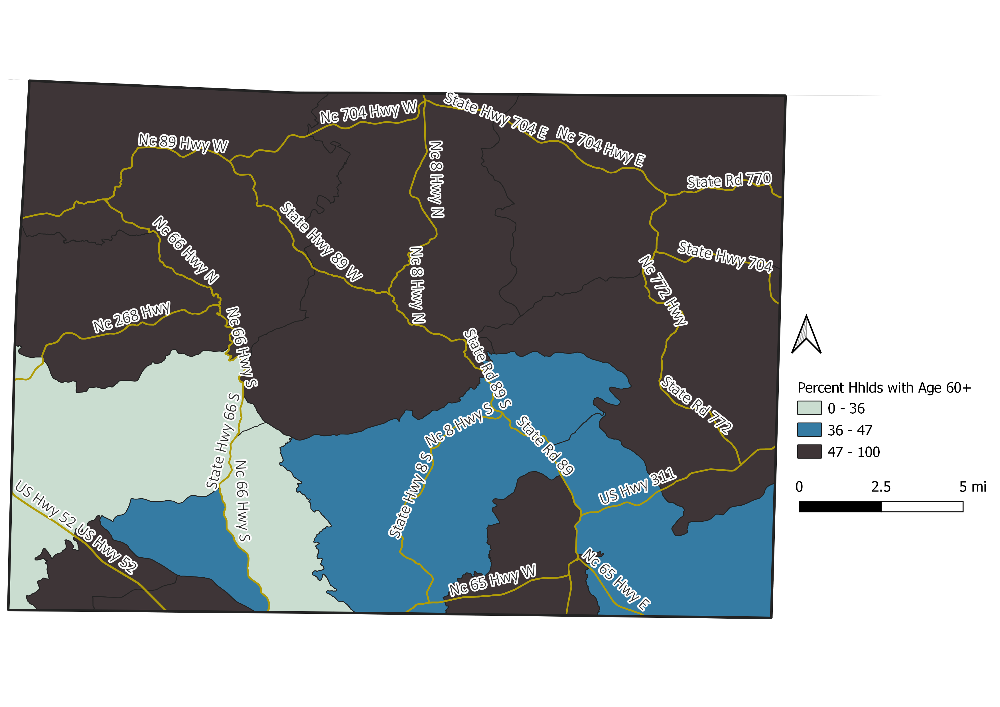 State Hwy 704 E
Nc 704 Hwy W
Nc 704 Hwy E
Nc 89 Hwy W
Nc 8 Hwy N
State Rd 770
State Hwy 89 W
Nc 66 Hwy N
State Hwy 704
Nc 8 Hwy N
Nc 772 Hwy
Nc 268 Hwy
Nc 66 Hwy S
State Rd 89 S
State Rd 772
State Hwy 66 S
Nc 8 Hwy S
State Rd 89
State Hwy 8 S
Nc 66 Hwy S
US Hwy 311
US Hwy 52
US Hwy 52
Nc 65 Hwy W
Nc 65 Hwy E
Percent Hhlds with Age 60+
0 - 36
36 - 47
47 - 100
0 2.5 5 mi